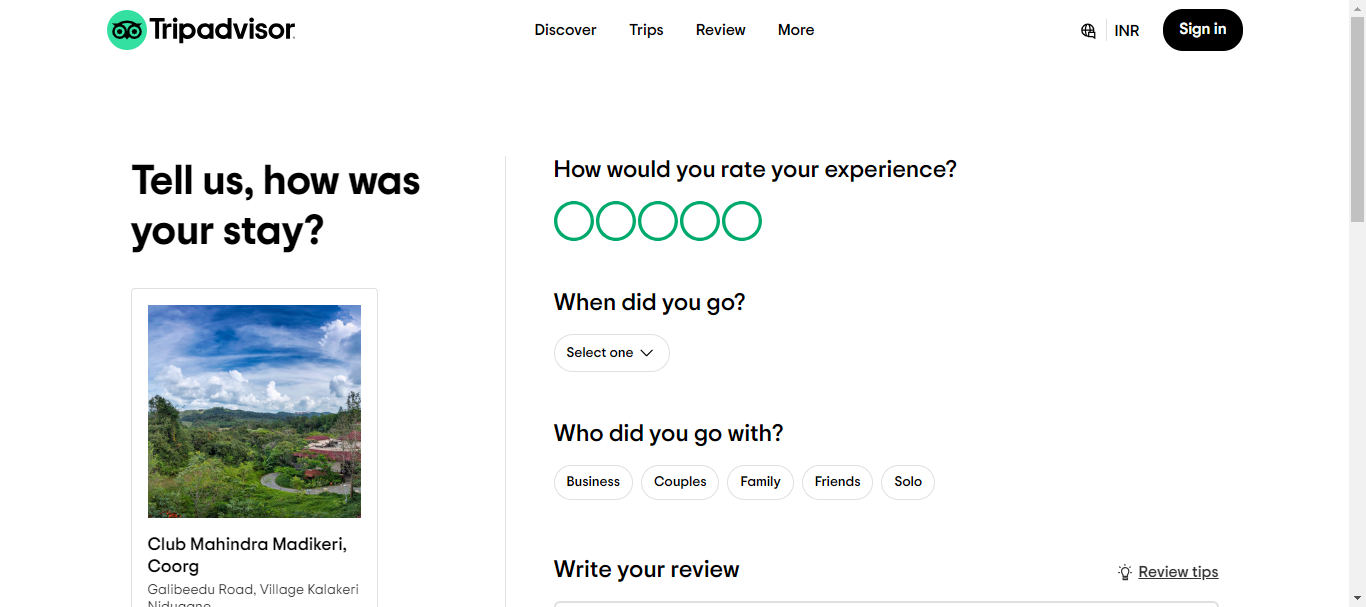 Tripadvisor
Discover
Trips
Review
More
INR
Sign in
Tell us, how was
your stay?
Club Mahindra Madikeri,
Coorg
Galibeedu Road, Village Kalakeri
Nidugane
How would you rate your experience?
When did you go?
Select one
Who did you go with?
Business
Couples
Family
Friends
Solo
Write your review
Review tips